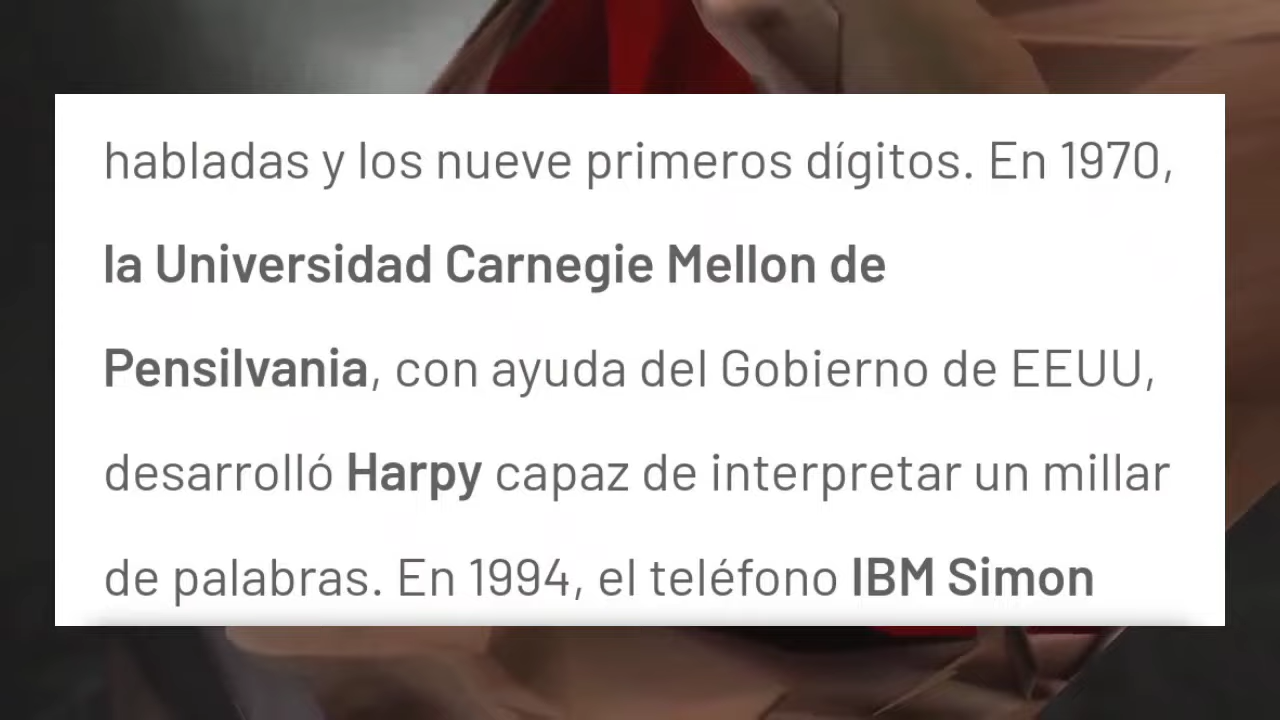 habladas y los nueve primeros dígitos. En 1970,
la Universidad Carnegie Mellon de
Pensilvania, con ayuda del Gobierno de EEUU,
desarrolló Harpy capaz de interpretar un millar
de palabras. En 1994, el teléfono IBM Simon